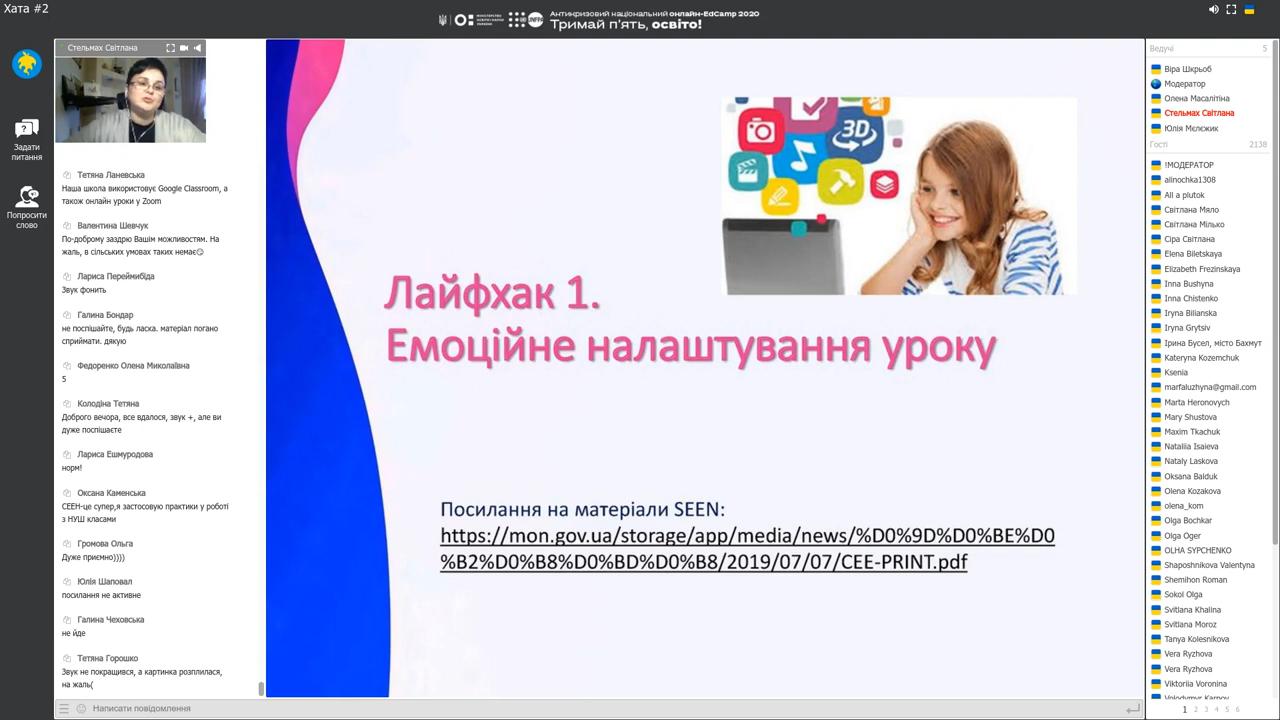 Хата #2
МІНІСТЕРСТВО
ОСВІТИ І НАУКИ
УКРАЇНИ
Антикризовий національний онлайн-EdCamp 2020
Тримай п'ять, освіто!
Задати
питання
Попросити
слово
Стельмах Світлана
Тетяна Ланевська
Наша школа використовує Google Classroom, а
також онлайн уроки у Zoom
Валентина Шевчук
По-доброму заздрю Вашім можливостям. На
жаль, в сільських умовах таких немає😔
Лариса Переймибіда
Звук фонить
Галина Бондар
не поспішайте, будь ласка. матеріал погано
сприймати. дякую
Федоренко Олена Миколаївна
5
Колодіна Тетяна
Доброго вечора, все вдалося, звук +, але ви
дуже поспішаєте
Лариса Ешмуродова
норм!
Оксана Каменська
СЕЕН-це супер,я застосовую практики у роботі
з НУШ класами
Громова Ольга
Дуже приємно))))
Юлія Шаповал
посилання не активне
Галина Чеховська
не йде
Тетяна Горошко
Звук не покращився, а картинка розплилася,
на жаль(
Написати повідомлення
3D
Лайфхак 1.
Емоційне налаштування уроку
Посилання на матеріали SEEN:
https://mon.gov.ua/storage/app/media/news/%D0%9D%D0%BE%D0
%B2%D0%B8%D0%BD%D0%B8/2019/07/07/CEE-PRINT.pdf
Ведучі 5
Віра Шкрьоб
Модератор
Олена Масалітіна
Стельмах Світлана
Юлія Мєлєжик
Гості 2138
!МОДЕРАТОР
alinochka1308
All a plutok
Світлана Мяло
Світлана Мілько
Сіра Світлана
Elena Biletskaya
Elizabeth Frezinskaya
Inna Bushyna
Inna Chistenko
Iryna Bilianska
Iryna Grytsiv
Ірина Бусел, місто Бахмут
Kateryna Kozemchuk
Ksenia
marfaluzhyna@gmail.com
Marta Heronovych
Mary Shustova
Maxim Tkachuk
Nataliia Isaieva
Nataly Laskova
Oksana Balduk
Olena Kozakova
olena_kom
Olga Bochkar
Olga Oger
OLHA SYPCHENKO
Shaposhnikova Valentyna
Shemihon Roman
Sokol Olga
Svitlana Khalina
Svitlana Moroz
Tanya Kolesnikova
Vera Ryzhova
Vera Ryzhova
Viktoriia Voronina
Volodymyr Karpov
1 2 3 4 5 6